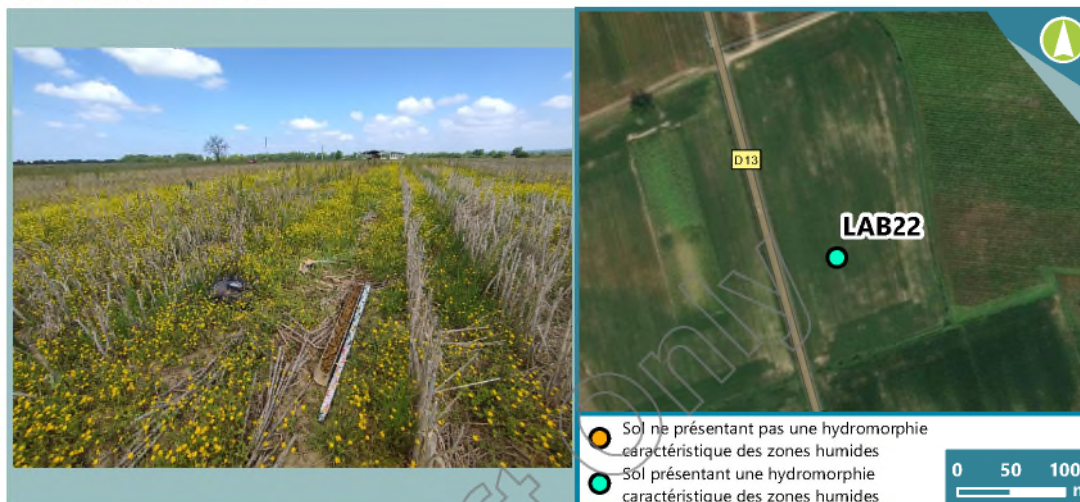 D13
LAB22
Only
Sol ne présentant pas une hydromorphie
caractéristique des zones humides
Sol présentant une hydromorphie
caractéristique des zones humides
0 50 100